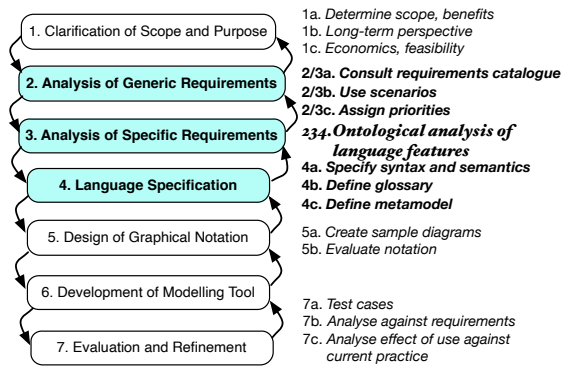 1. Clarification of Scope and Purpose
2. Analysis of Generic Requirements
3. Analysis of Specific Requirements
4. Language Specification
5. Design of Graphical Notation
6. Development of Modelling Tool
7. Evaluation and Refinement
1a. Determine scope, benefits
1b. Long-term perspective
1c. Economics, feasibility
2/3a. Consult requirements catalogue
2/3b. Use scenarios
2/3c. Assign priorities
234. Ontological analysis of
language features
4a. Specify syntax and semantics
4b. Define glossary
4c. Define metamodel
5a. Create sample diagrams
5b. Evaluate notation
7a. Test cases
7b. Analyse against requirements
7c. Analyse effect of use against
current practice